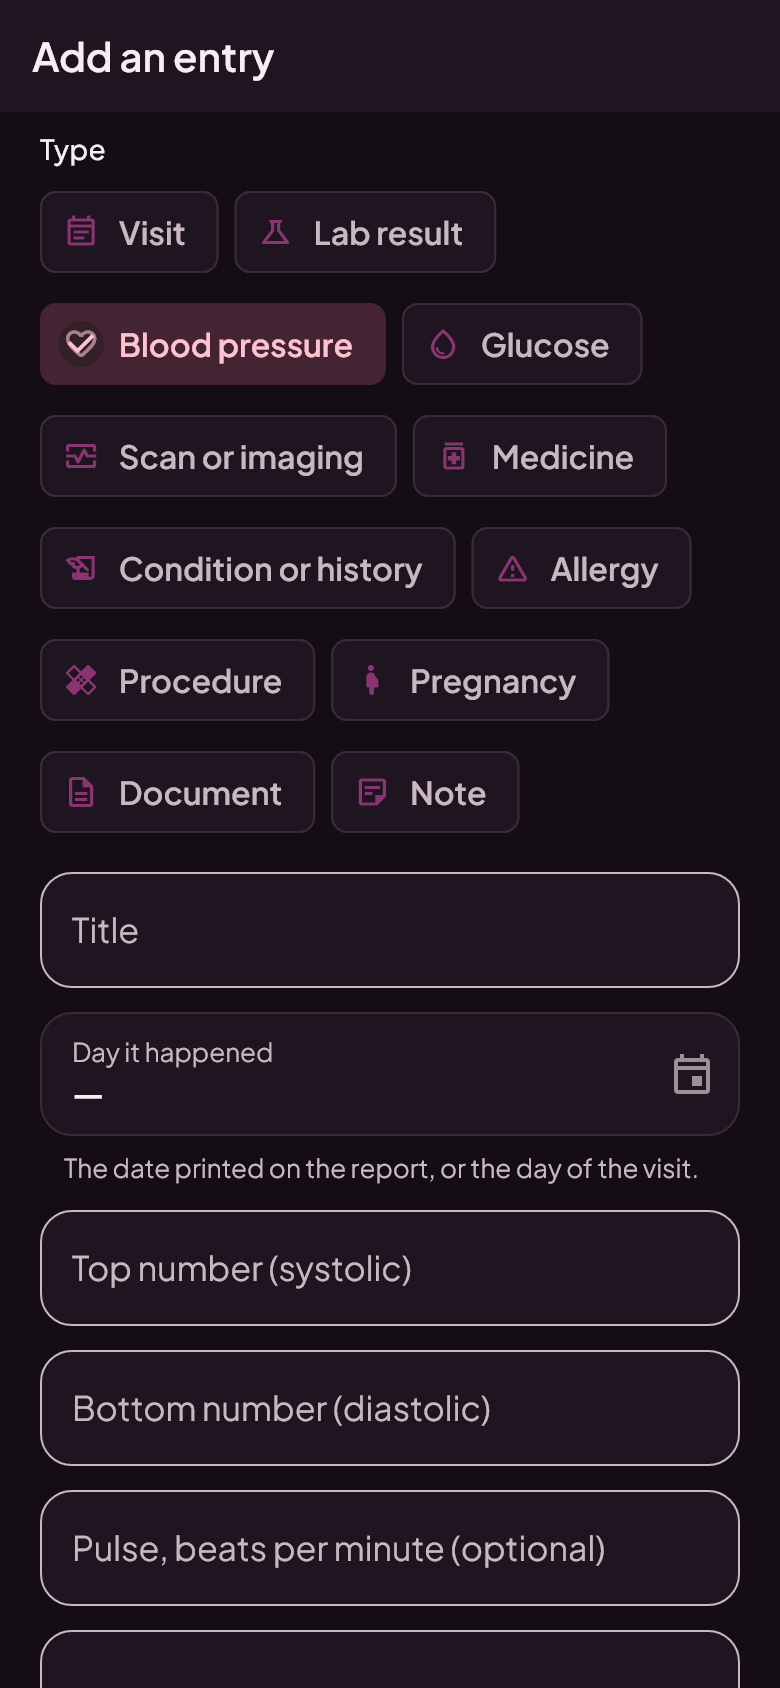 Add an entry
Type
Visit
Lab result
Blood pressure
Glucose
Scan or imaging
Medicine
Condition or history
Allergy
Procedure
Pregnancy
Document
Note
Title
Day it happened
—
The date printed on the report, or the day of the visit.
Top number (systolic)
Bottom number (diastolic)
Pulse, beats per minute (optional)